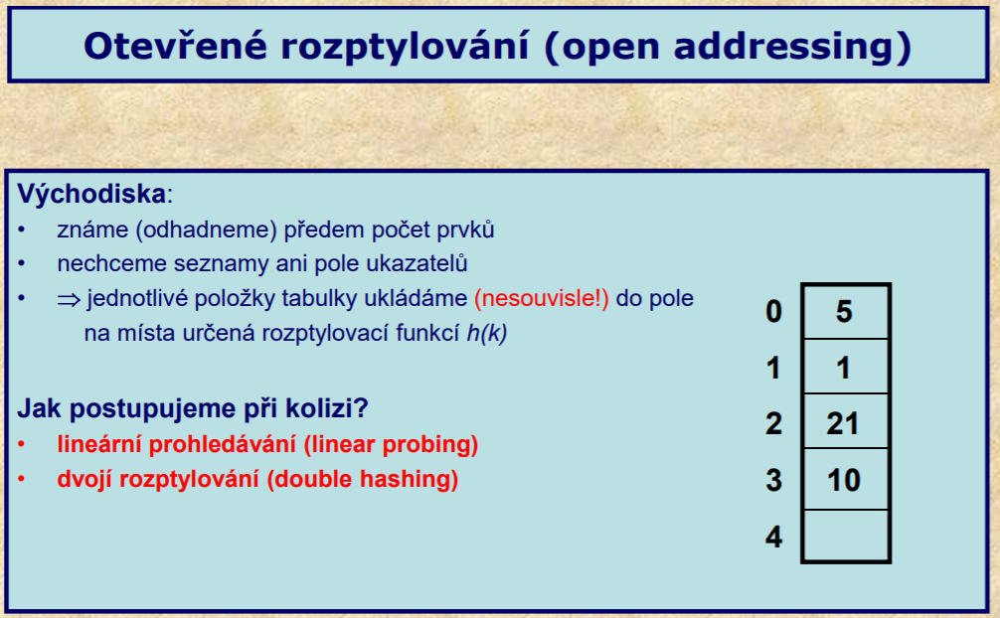 Otevřené rozptylování (open addressing)
Východiska:
• známe (odhadneme) předem počet prvků
• nechceme seznamy ani pole ukazatelů
• ⇒ jednotlivé položky tabulky ukládáme (nesouvisle!) do pole
na místa určená rozptylovací funkcí h(k)
Jak postupujeme při kolizi?
• lineární prohledávání (linear probing)
• dvojí rozptylování (double hashing)
0 5
1 1
2 21
3 10
4